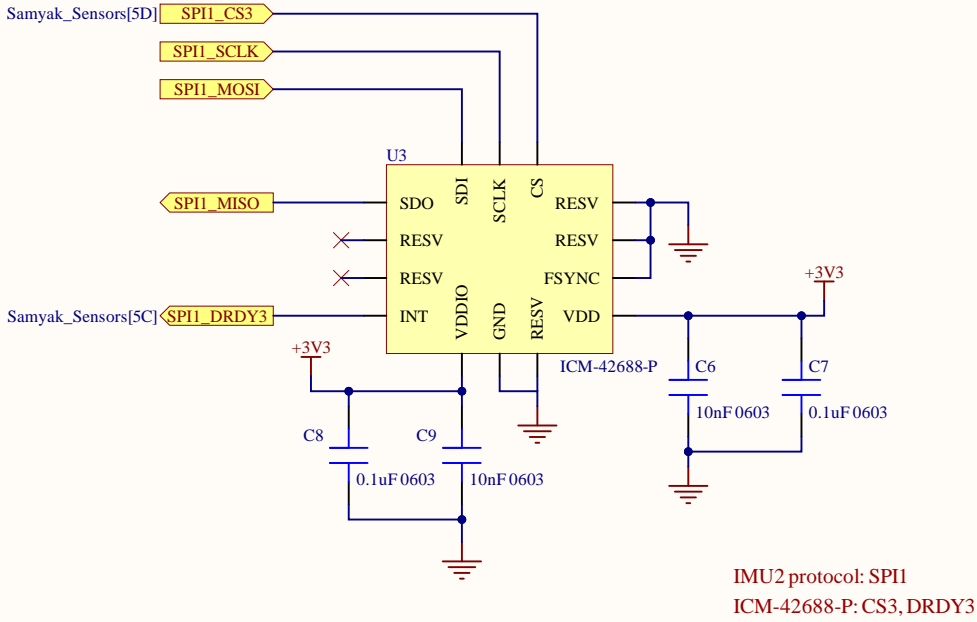 Samyak_Sensors[5D] SPI1_CS3
SPI1_SCLK
SPI1_MOSI
U3
SDI
SCLK
CS
SPI1_MISO SDO RESV
RESV RESV
RESV FSYNC
+3V3
Samyak_Sensors[5C] SPI1_DRDY3 INT VDD
VDDIO
GND
RESV
+3V3
ICM-42688-P
C6 C7
10nF 0603 0.1uF 0603
C8 C9
0.1uF 0603 10nF 0603
IMU2 protocol: SPI1
ICM-42688-P: CS3, DRDY3